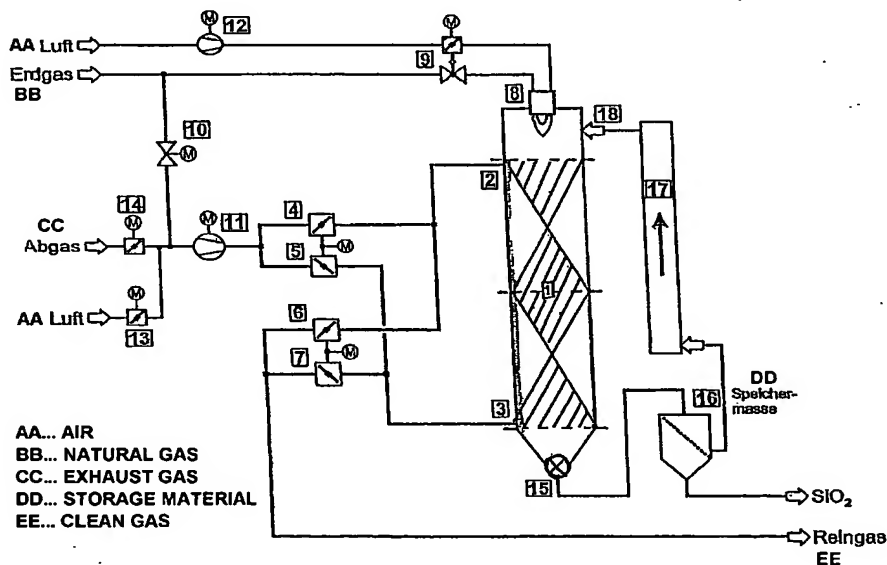 M 12
M
AA Luft
9
Erdgas
BB
8
18
10
M
17
2
14
M
CC
Abgas
M
11
4
5
M
1
M
AA Luft
13
6
7
M
DD
Speicher-
masse
3
16
AA... AIR
BB... NATURAL GAS
CC... EXHAUST GAS
DD... STORAGE MATERIAL
EE... CLEAN GAS
15
SiO₂
Reingas
EE